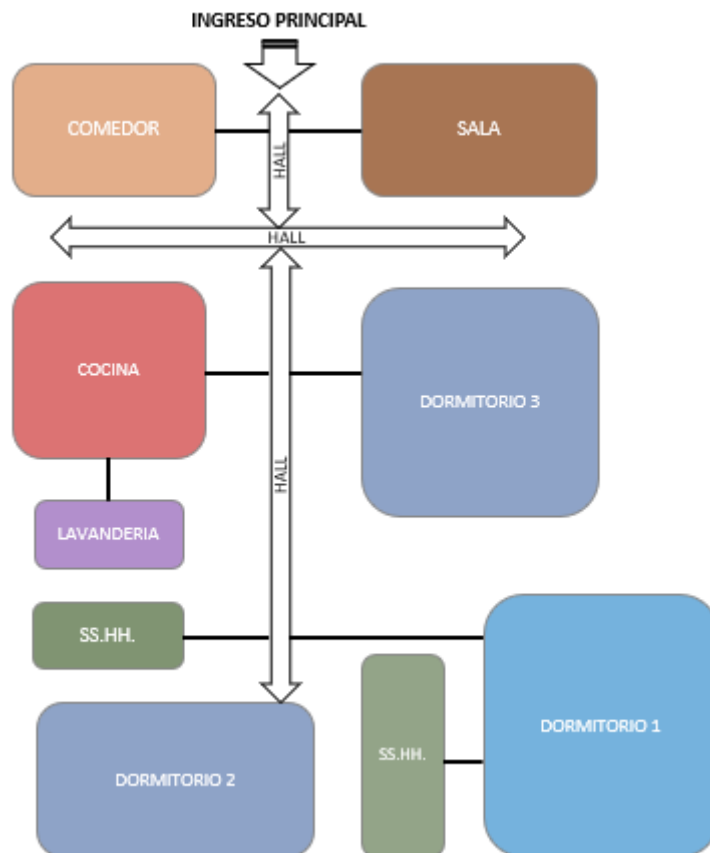 INGRESO PRINCIPAL
COMEDOR
SALA
HALL
HALL
COCINA
DORMITORIO 3
HALL
LAVANDERIA
SS.HH.
DORMITORIO 1
SS.HH.
DORMITORIO 2